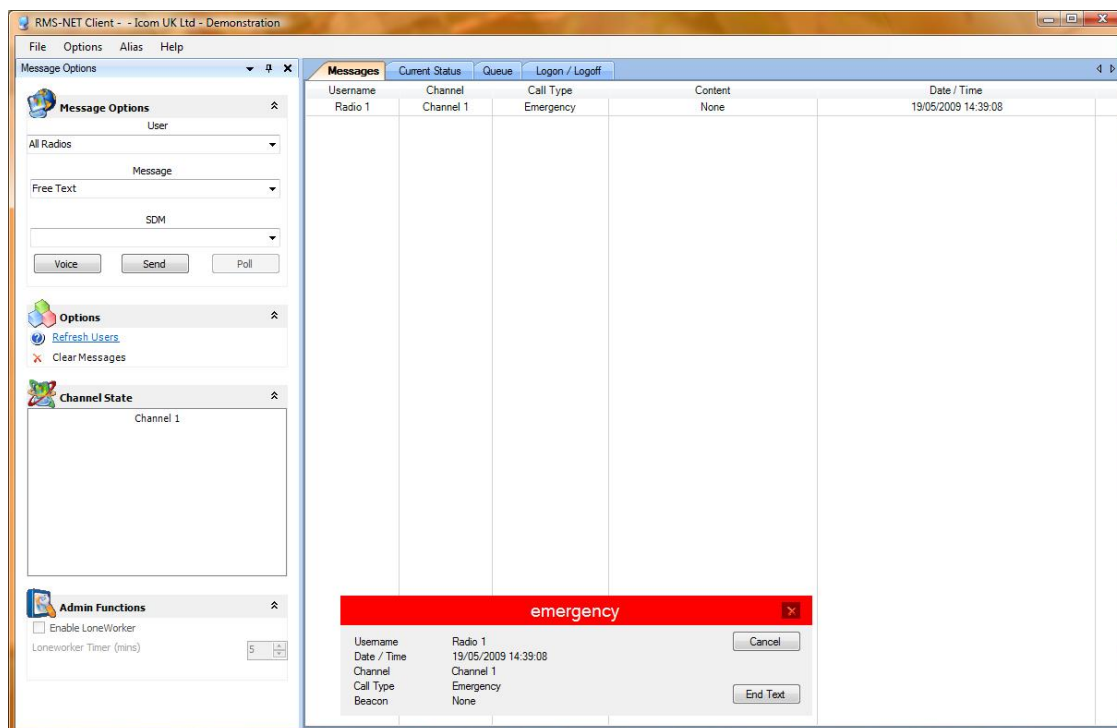 RMS-NET Client - - Icom UK Ltd - Demonstration
File Options Alias Help
Message Options
Message Options
User
All Radios
Message
Free Text
SDM
Voice Send Poll
Options
Refresh Users
Clear Messages
Channel State
Channel 1
Admin Functions
Enable LoneWorker
Loneworker Timer (mins) 5
Messages Current Status Queue Logon / Logoff
Username Channel Call Type Content Date / Time
Radio 1 Channel 1 Emergency None 19/05/2009 14:39:08
emergency
Username Radio 1 Cancel
Date / Time 19/05/2009 14:39:08
Channel Channel 1
Call Type Emergency
Beacon None End Text